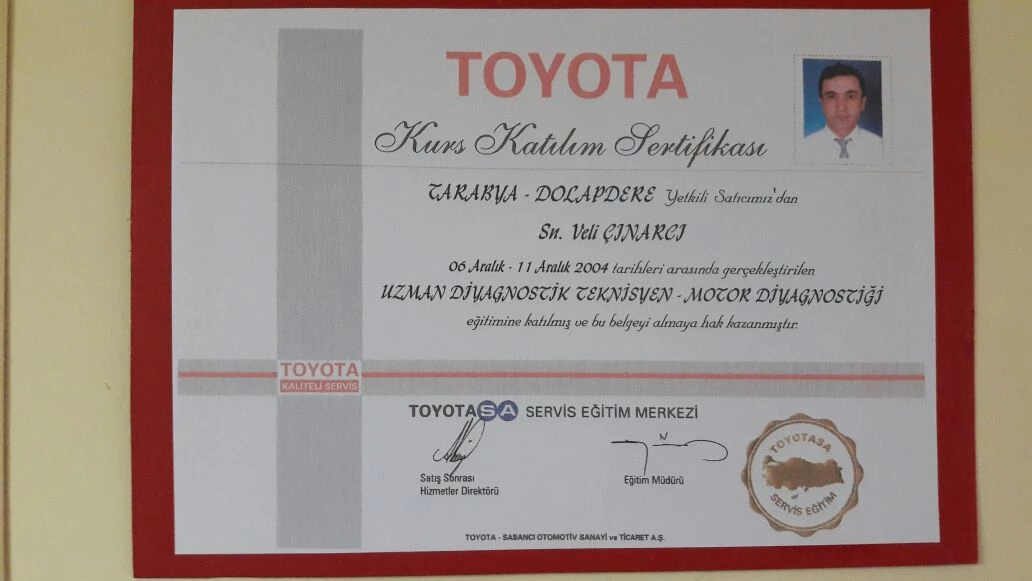 TOYOTA
Kurs Katılım Sertifikası
TARABYA - DOLAPDERE Yetkili Satıcımız'dan
Sn. Veli ÇINARCI
06 Aralık - 11 Aralık 2004 tarihleri arasında gerçekleştirilen
UZMAN DİYAGNOSTİK TEKNİSYEN - MOTOR DİYAGNOSTİĞİ
eğitimine katılmış ve bu belgeyi almaya hak kazanmıştır.
TOYOTA
KALİTELİ SERVİS
TOYOTASA SERVİS EĞİTİM MERKEZİ
Satış Sonrası
Hizmetler Direktörü
Eğitim Müdürü
TOYOTASA
SERVİS EĞİTİM
TOYOTA - SABANCI OTOMOTİV SANAYİ ve TİCARET A.Ş.